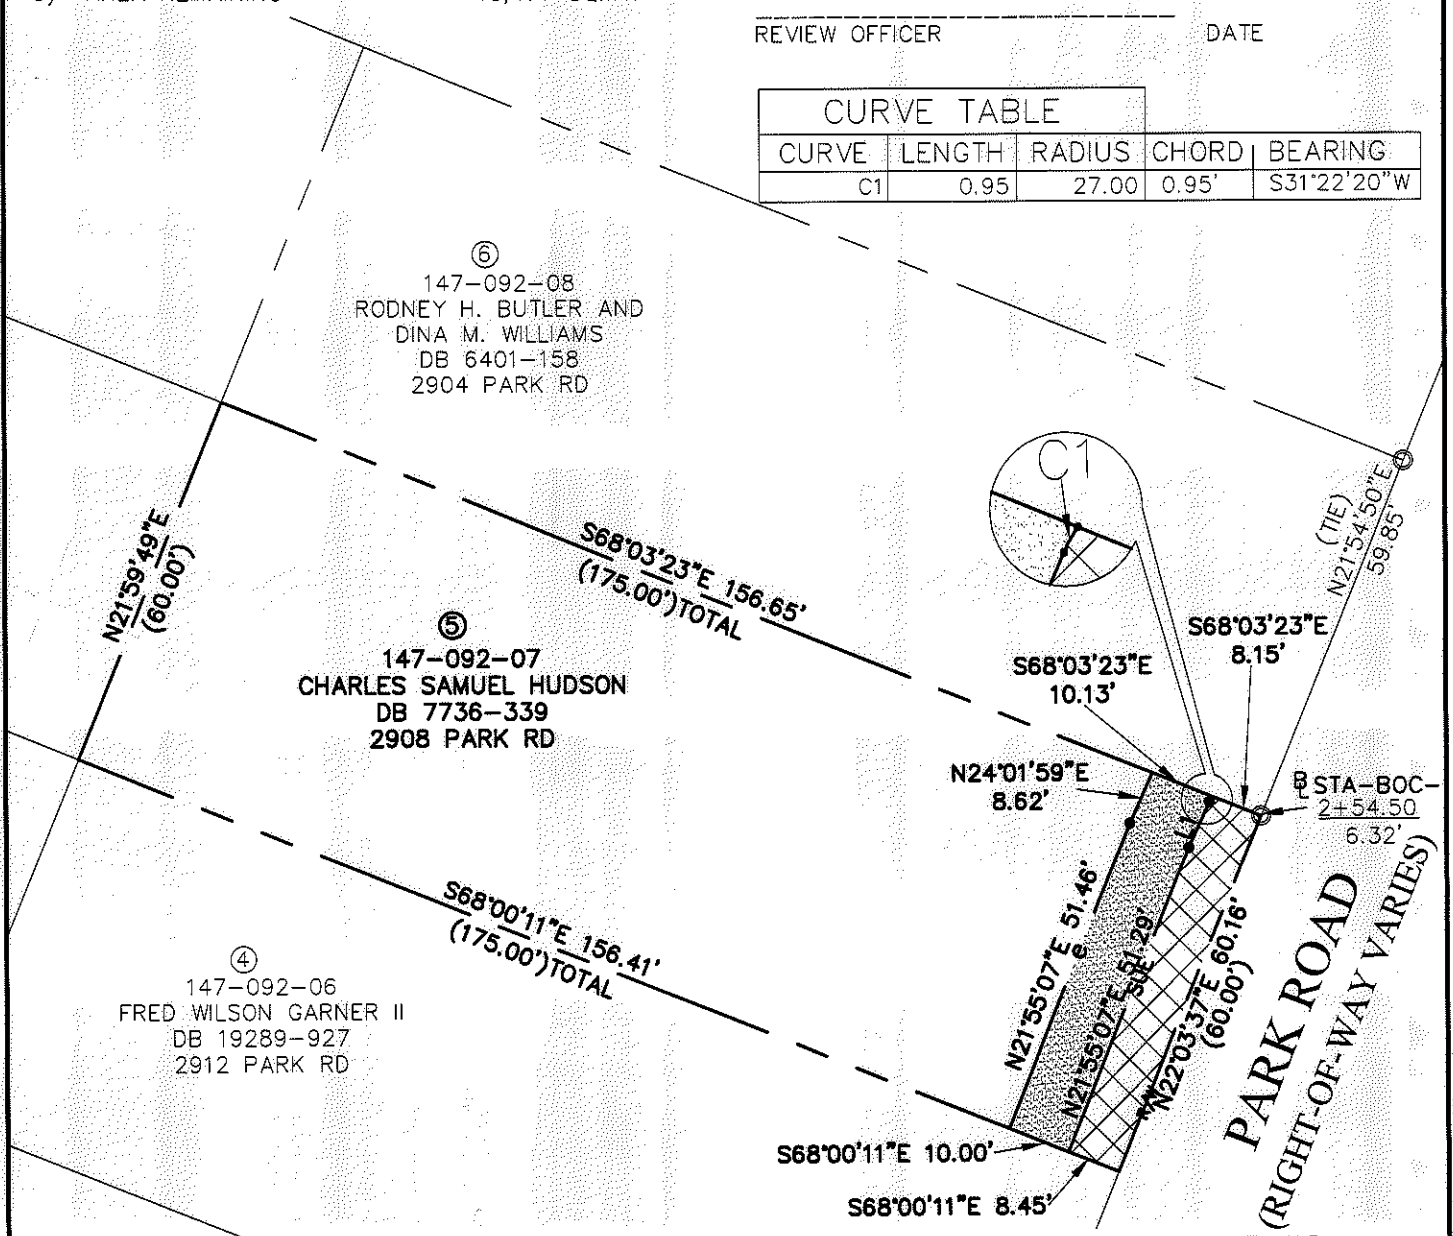 REVIEW OFFICER
DATE
CURVE TABLE
CURVE LENGTH RADIUS CHORD BEARING
C1 0.95 27.00 0.95' S31°22'20"W
6
147-092-08
RODNEY H. BUTLER AND
DINA M. WILLIAMS
DB 6401-158
2904 PARK RD
C1
N21°54'50"E
(TIE)
59.85'
N21°59'49"E
(60.00')
S68°03'23"E 156.65'
(175.00')TOTAL
5
147-092-07
CHARLES SAMUEL HUDSON
DB 7736-339
2908 PARK RD
S68°03'23"E
8.15'
S68°03'23"E
10.13'
N24°01'59"E
8.62'
L1
STA-BOC-
2+54.50
6.32'
N21°55'07"E 51.46'
e
N21°55'07"E 51.29'
SUE
N22°03'37"E 60.16'
(60.00')
R/W
PARK ROAD
(RIGHT-OF-WAY VARIES)
S68°00'11"E 156.41'
(175.00')TOTAL
4
147-092-06
FRED WILSON GARNER II
DB 19289-927
2912 PARK RD
S68°00'11"E 10.00'
S68°00'11"E 8.45'